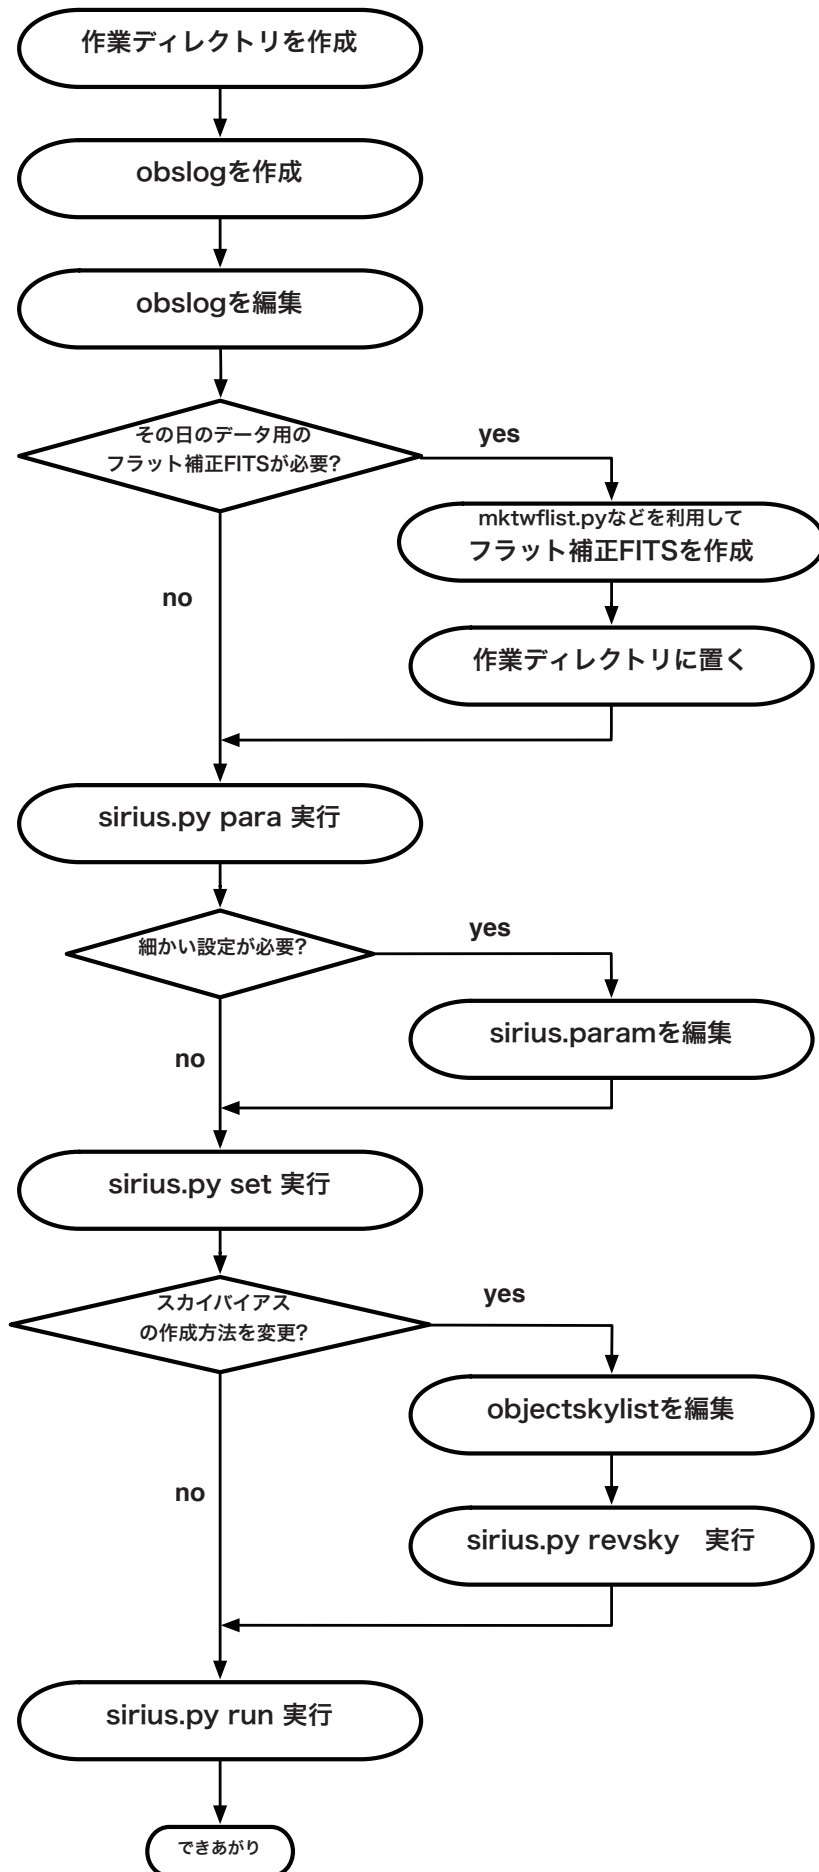 作業ディレクトリを作成
obslogを作成
obslogを編集
その日のデータ用の
フラット補正FITSが必要?
yes
mktwflist.pyなどを利用して
フラット補正FITSを作成
no
作業ディレクトリに置く
sirius.py para 実行
細かい設定が必要?
yes
sirius.paramを編集
no
sirius.py set 実行
スカイバイアス
の作成方法を変更?
yes
objectskylistを編集
no
sirius.py revsky　実行
sirius.py run 実行
できあがり